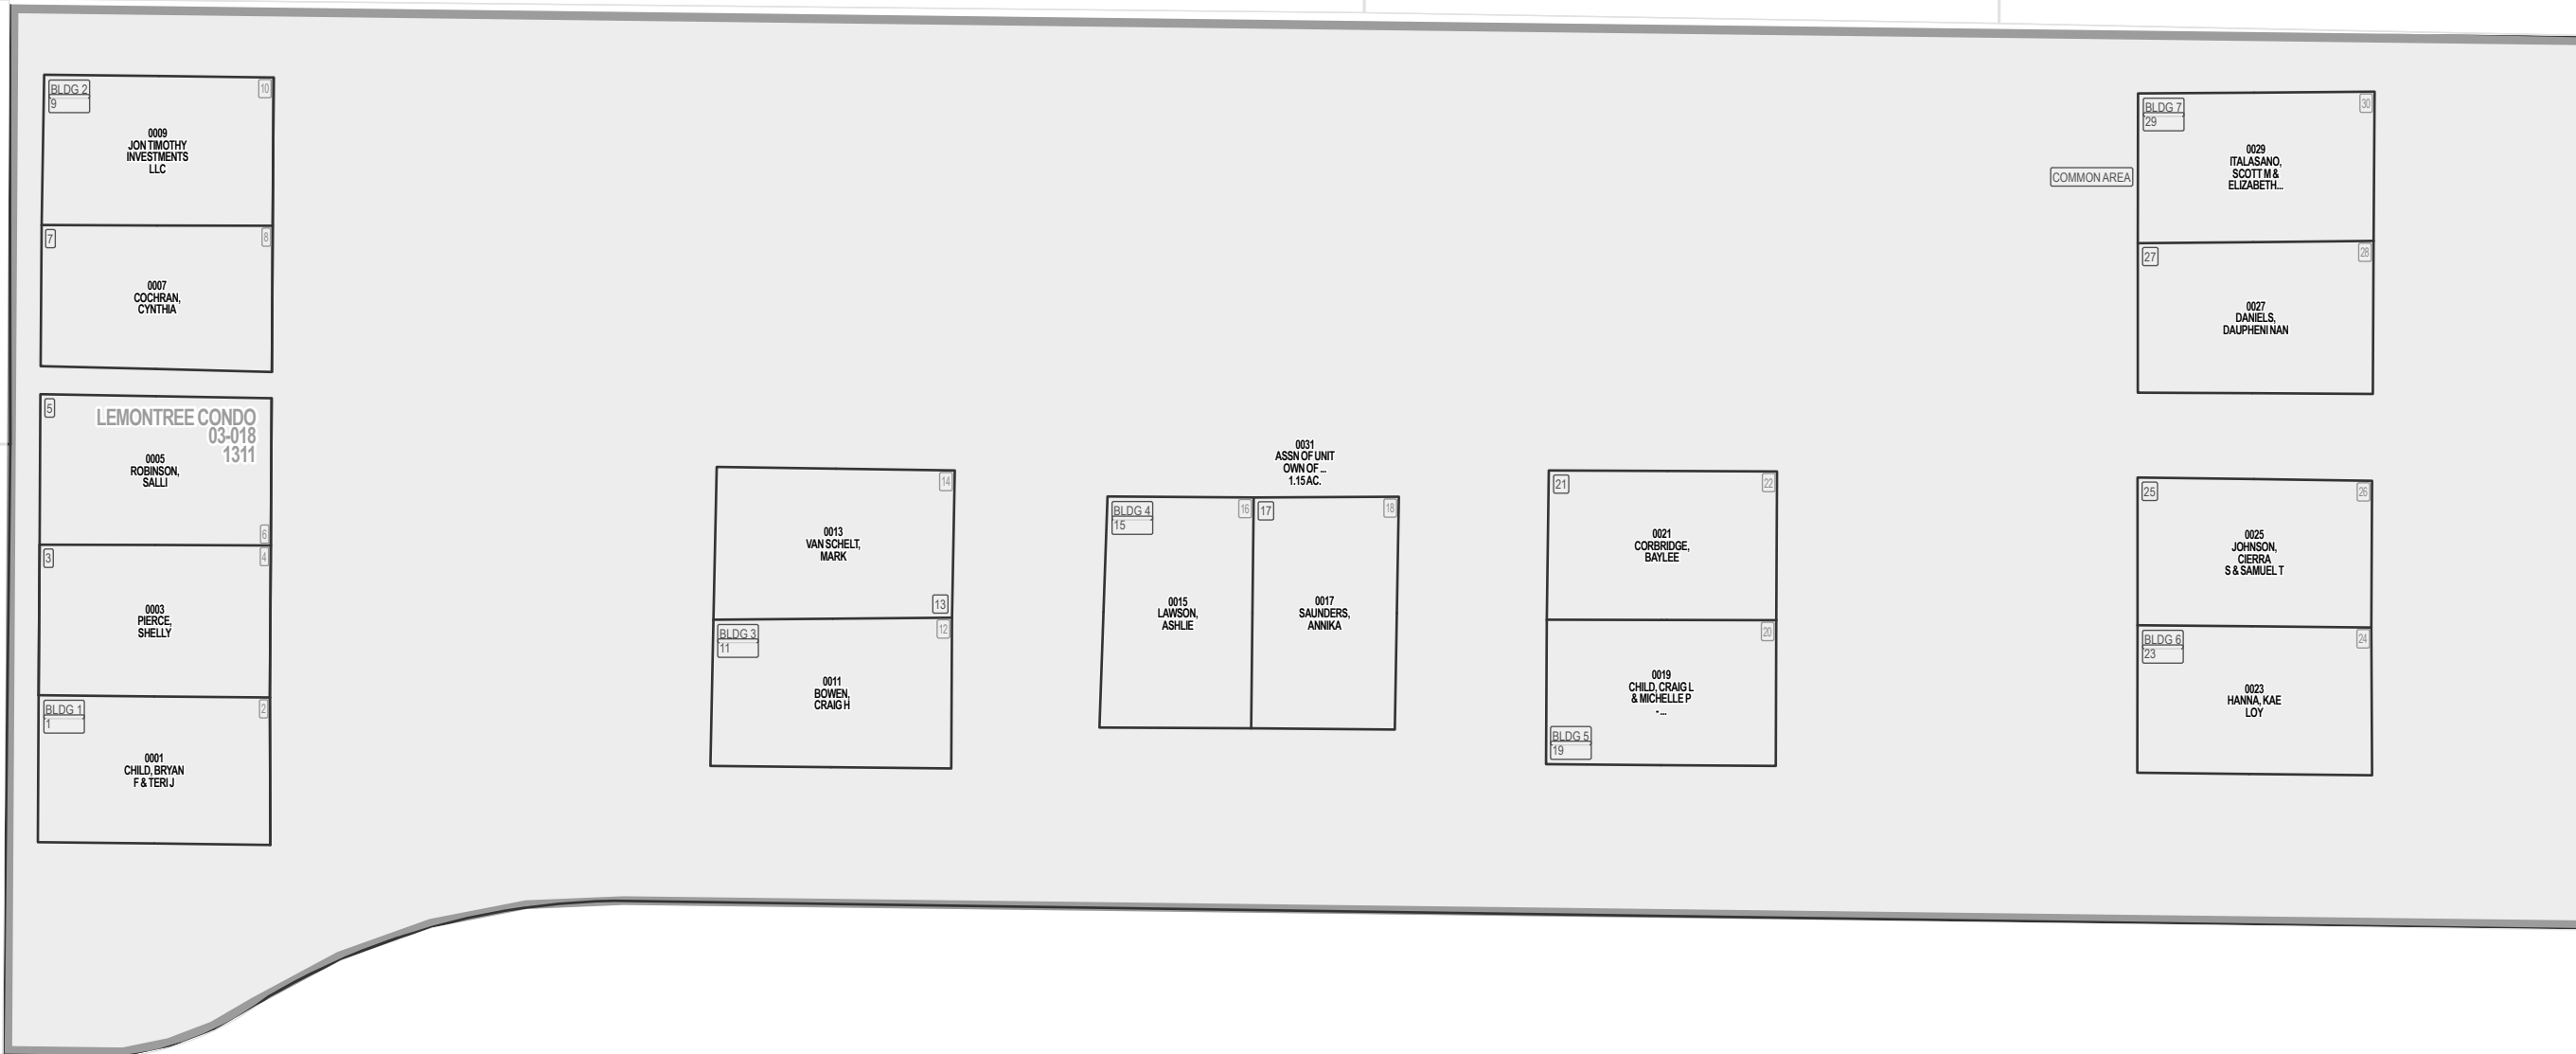 BLDG 2
9
10
0009
JON TIMOTHY
INVESTMENTS
LLC
7
8
0007
COCHRAN,
CYNTHIA
5
LEMONTREE CONDO
03-018
1311
0005
ROBINSON,
SALLI
6
3
4
0003
PIERCE,
SHELLY
BLDG 1
1
2
0001
CHILD, BRYAN
F & TERI J
14
0013
VAN SCHELT,
MARK
13
BLDG 3
11
12
0011
BOWEN,
CRAIG H
0031
ASSN OF UNIT
OWN OF ...
1.15 AC.
BLDG 4
15
16
0015
LAWSON,
ASHLIE
17
18
0017
SAUNDERS,
ANNIKA
21
22
0021
CORBRIDGE,
BAYLEE
20
0019
CHILD, CRAIG L
& MICHELLE P
- ...
BLDG 5
19
COMMON AREA
BLDG 7
29
30
0029
ITALASANO,
SCOTT M &
ELIZABETH...
27
28
0027
DANIELS,
DAUPHENI NAN
25
26
0025
JOHNSON,
CIERRA
S & SAMUEL T
BLDG 6
23
24
0023
HANNA, KAE
LOY